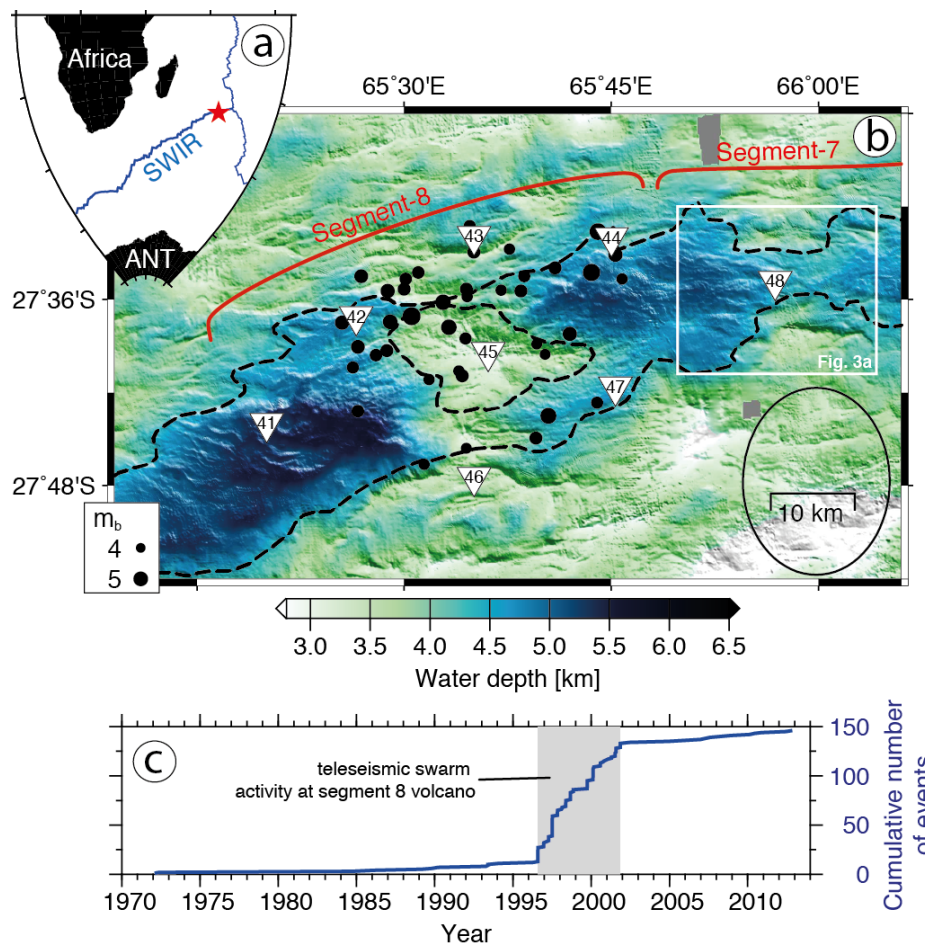 a
Africa
SWIR
ANT
65°30'E 65°45'E 66°00'E
b
Segment-7
Segment-8
27°36'S
27°48'S
43
44
48
42
45
47
41
46
Fig. 3a
10 km
mb
4
5
3.0 3.5 4.0 4.5 5.0 5.5 6.0 6.5
Water depth [km]
c
teleseismic swarm
activity at segment 8 volcano
150
100
50
0
Cumulative number
of events
1970 1975 1980 1985 1990 1995 2000 2005 2010
Year